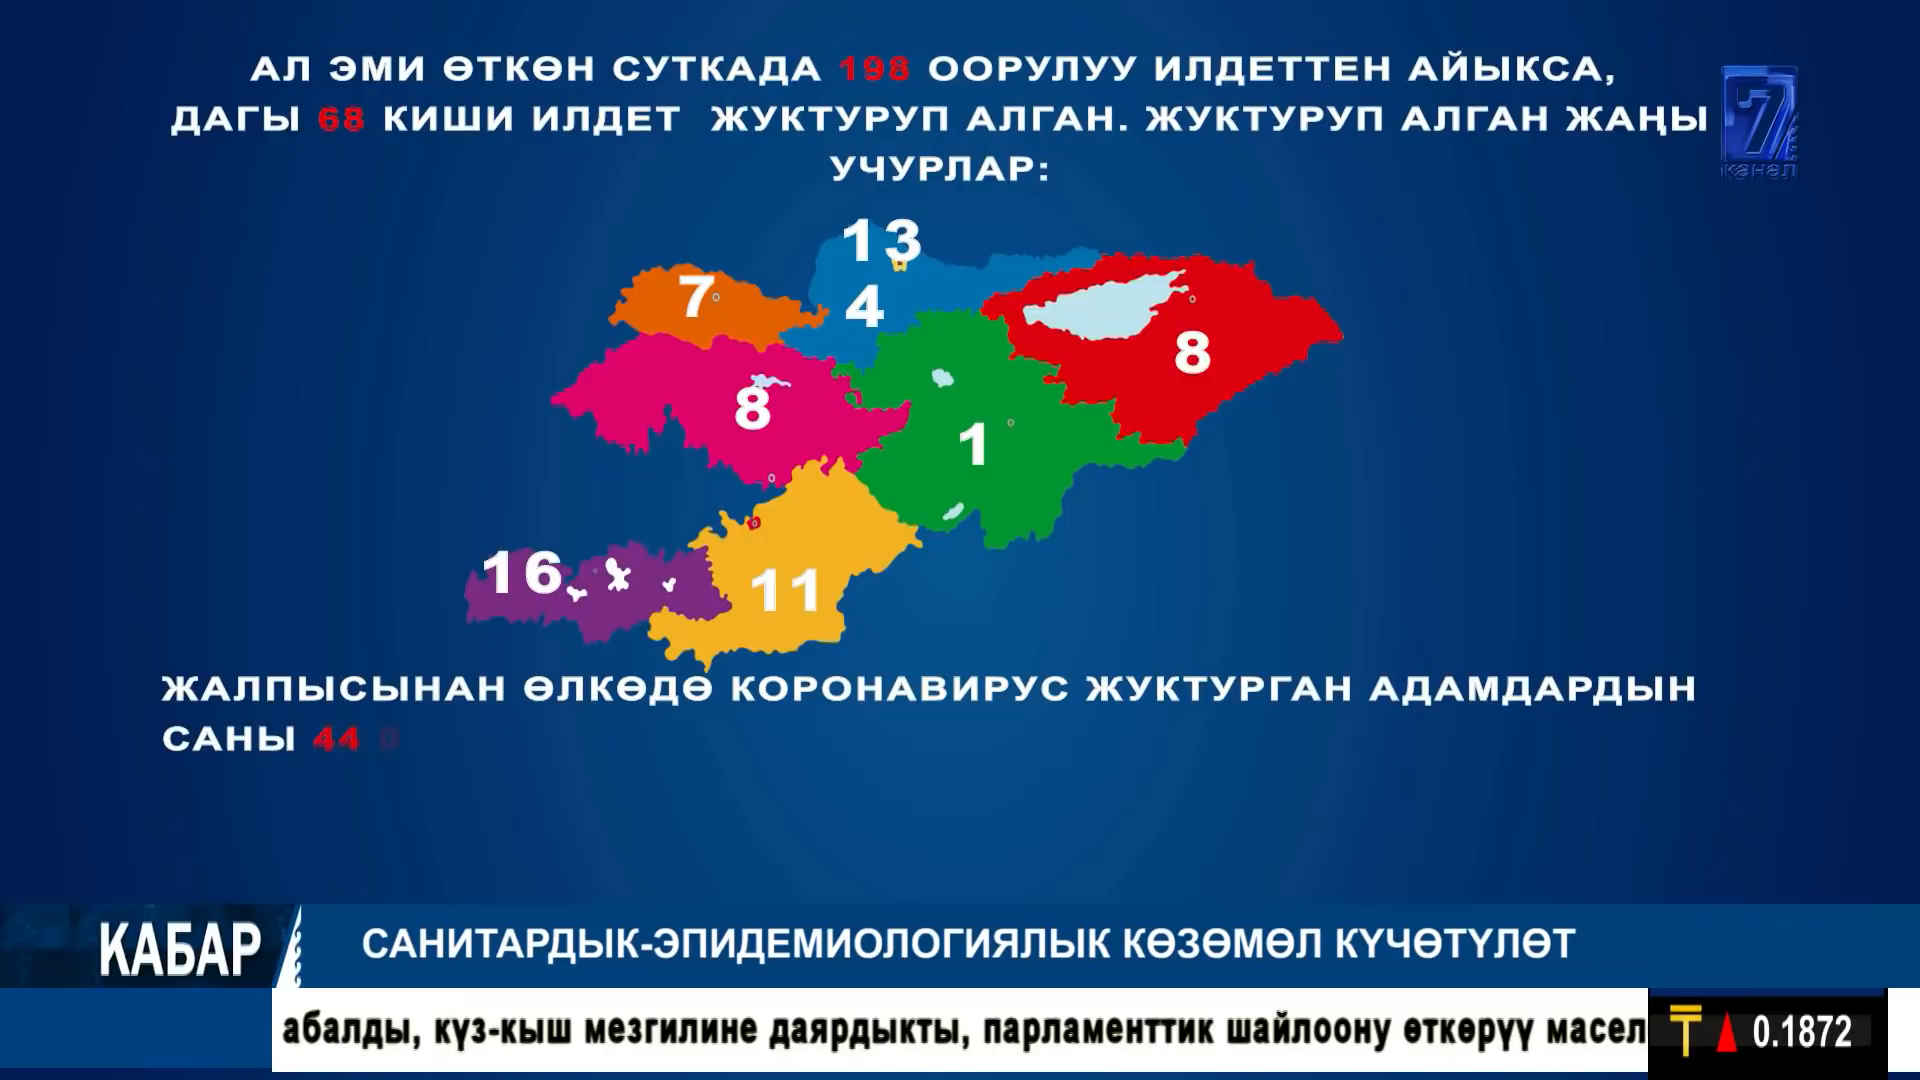 АЛ ЭМИ ӨТКӨН СУТКАДА 198 ООРУЛУУ ИЛДЕТТЕН АЙЫКСА,
ДАГЫ 68 КИШИ ИЛДЕТ ЖУКТУРУП АЛГАН. ЖУКТУРУП АЛГАН ЖАҢЫ
УЧУРЛАР:
7
канал
13
7
4
8
8
1
16
11
ЖАЛПЫСЫНАН ӨЛКӨДӨ КОРОНАВИРУС ЖУКТУРГАН АДАМДАРДЫН
САНЫ 44
КАБАР
САНИТАРДЫК-ЭПИДЕМИОЛОГИЯЛЫК КӨЗӨМӨЛ КҮЧӨТҮЛӨТ
абалды, күз-кыш мезгилине даярдыкты, парламенттик шайлоону өткөрүү масел
₸ 0.1872